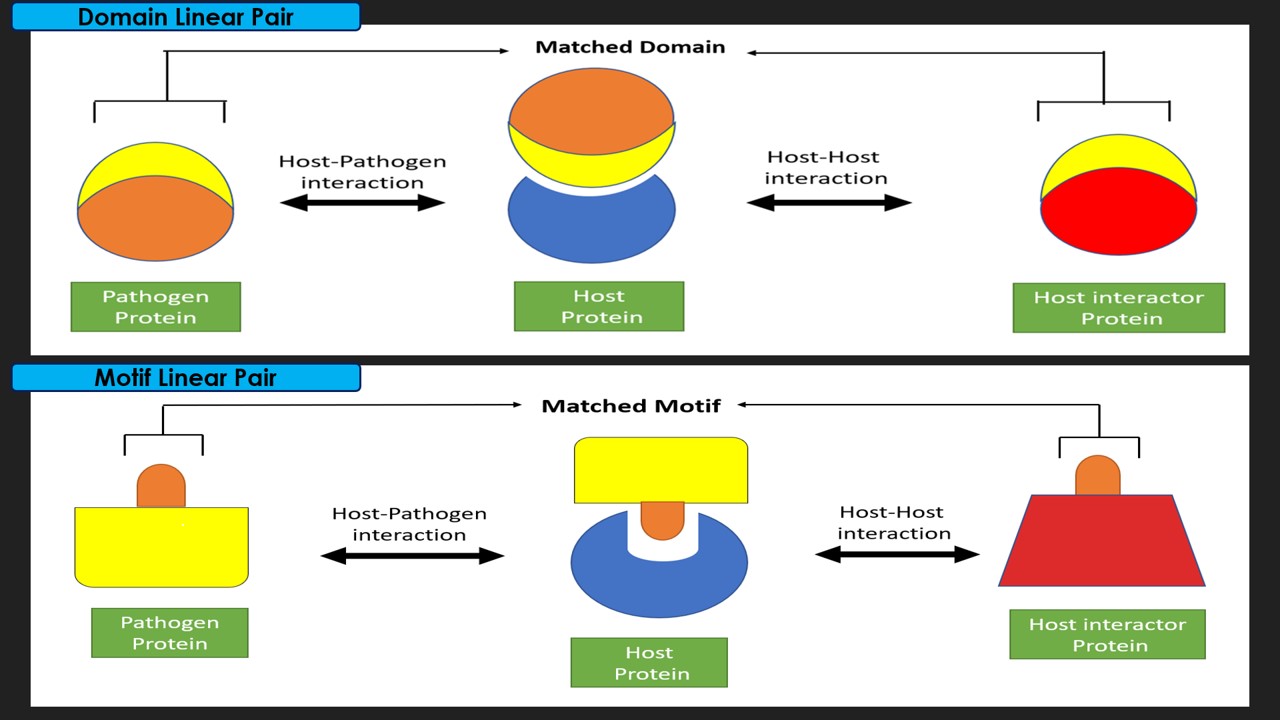 Domain Linear Pair
Matched Domain
Host-Pathogen
interaction
Host-Host
interaction
Pathogen
Protein
Host
Protein
Host interactor
Protein
Motif Linear Pair
Matched Motif
Host-Pathogen
interaction
Host-Host
interaction
Pathogen
Protein
Host
Protein
Host interactor
Protein